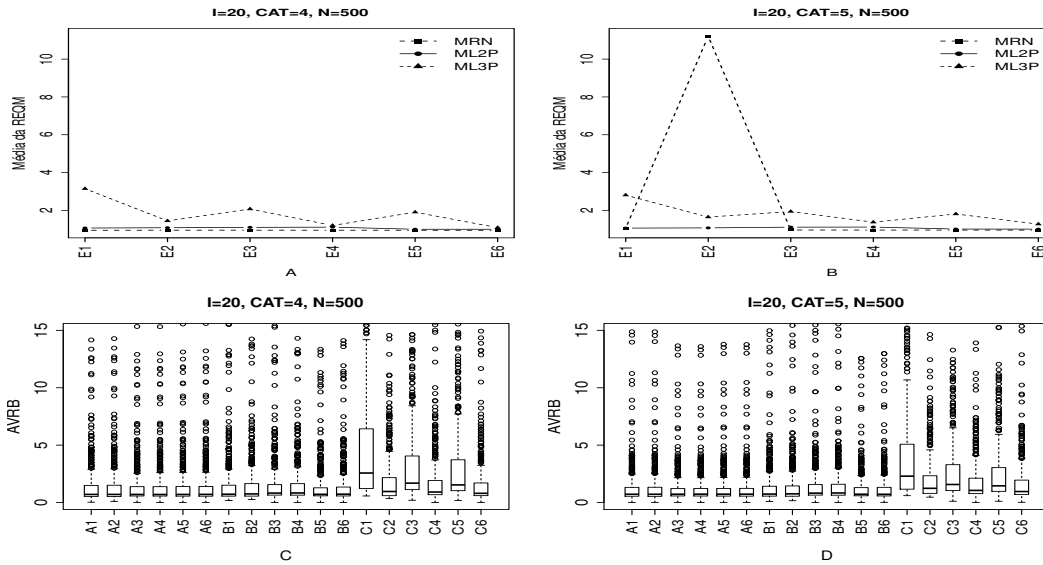 I=20, CAT=4, N=500
Média da REQM
2 4 6 8 10
MRN
ML2P
ML3P
E1 E2 E3 E4 E5 E6
A
I=20, CAT=5, N=500
Média da REQM
2 4 6 8 10
MRN
ML2P
ML3P
E1 E2 E3 E4 E5 E6
B
I=20, CAT=4, N=500
AVRB
0 5 10 15
A1 A2 A3 A4 A5 A6 B1 B2 B3 B4 B5 B6 C1 C2 C3 C4 C5 C6
C
I=20, CAT=5, N=500
AVRB
0 5 10 15
A1 A2 A3 A4 A5 A6 B1 B2 B3 B4 B5 B6 C1 C2 C3 C4 C5 C6
D